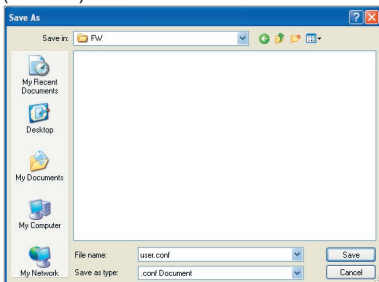 Save As
Save in:
FW
My Recent
Documents
Desktop
My Documents
My Computer
My Network
File name:
user.conf
Save
Save as type:
.conf Document
Cancel